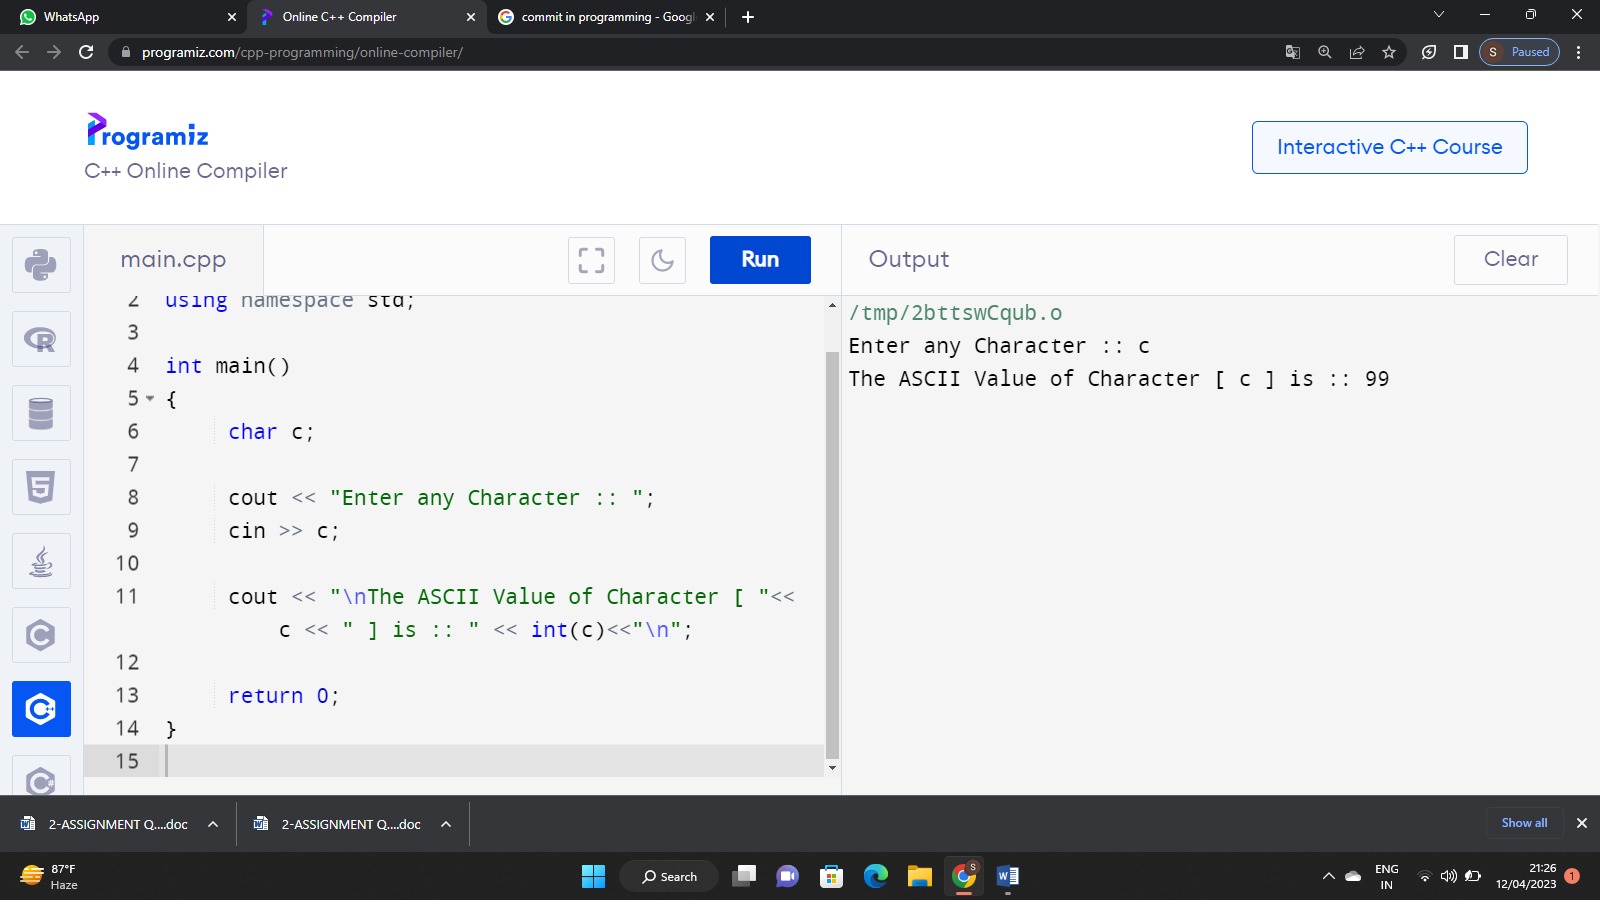 WhatsApp
Online C++ Compiler
commit in programming - Googl
programiz.com/cpp-programming/online-compiler/
S Paused
Programiz
C++ Online Compiler
Interactive C++ Course
main.cpp
Run
Output
Clear
2 using namespace std;
3
4 int main()
5 {
6 char c;
7
8 cout << "Enter any Character :: ";
9 cin >> c;
10
11 cout << "\nThe ASCII Value of Character [ "<<
c << " ] is :: " << int(c)<<"\n";
12
13 return 0;
14 }
15
/tmp/2bttswCqub.o
Enter any Character :: c
The ASCII Value of Character [ c ] is :: 99
2-ASSIGNMENT Q....doc
2-ASSIGNMENT Q....doc
Show all
87°F
Haze
Search
ENG
IN
21:26
12/04/2023
1